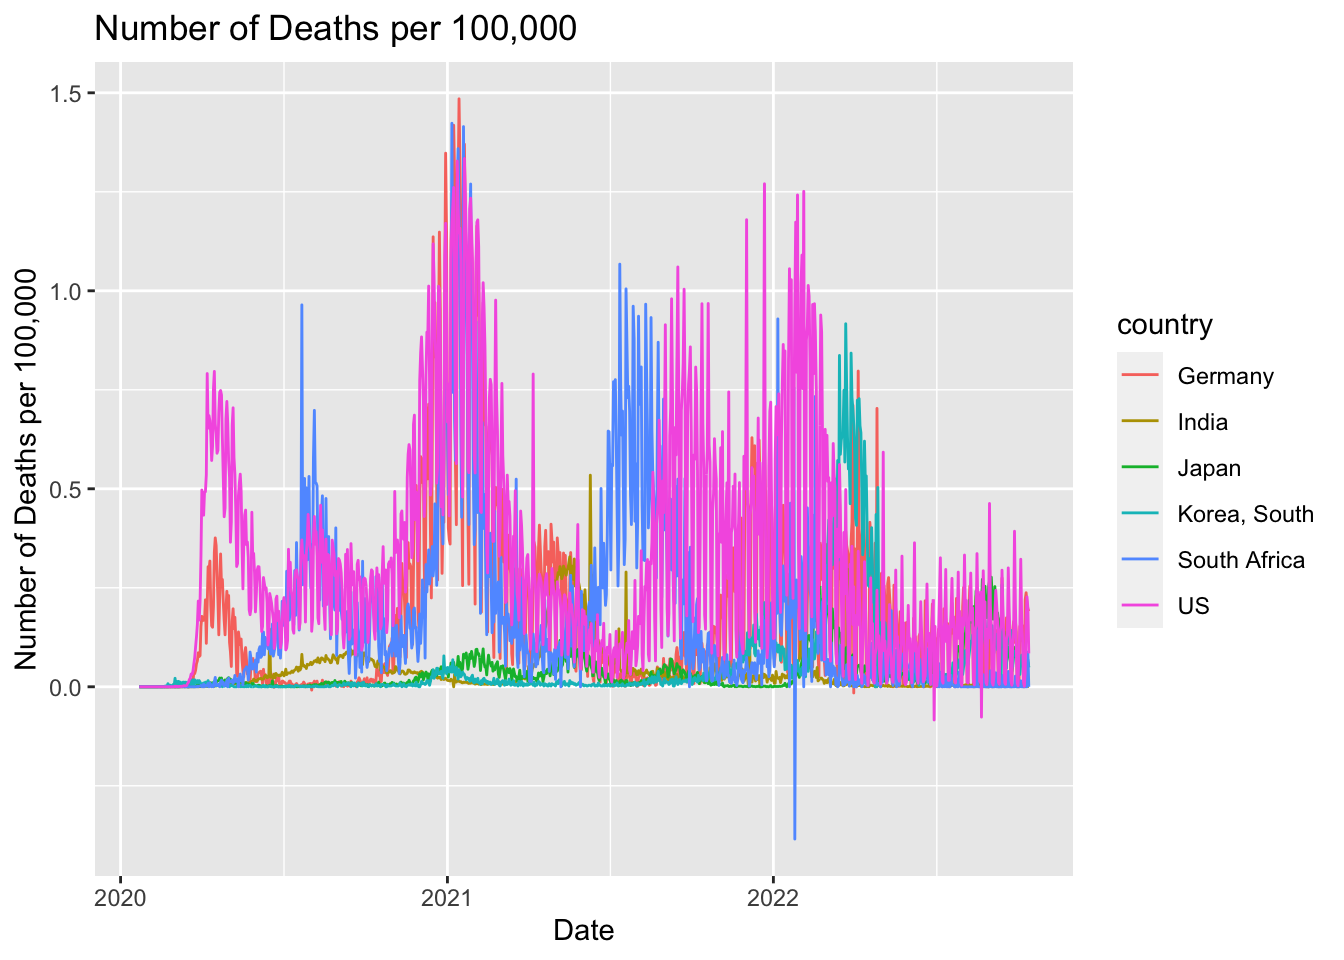 Number of Deaths per 100,000
Number of Deaths per 100,000
1.5
1.0
0.5
0.0
2020
2021
2022
Date
country
Germany
India
Japan
Korea, South
South Africa
US